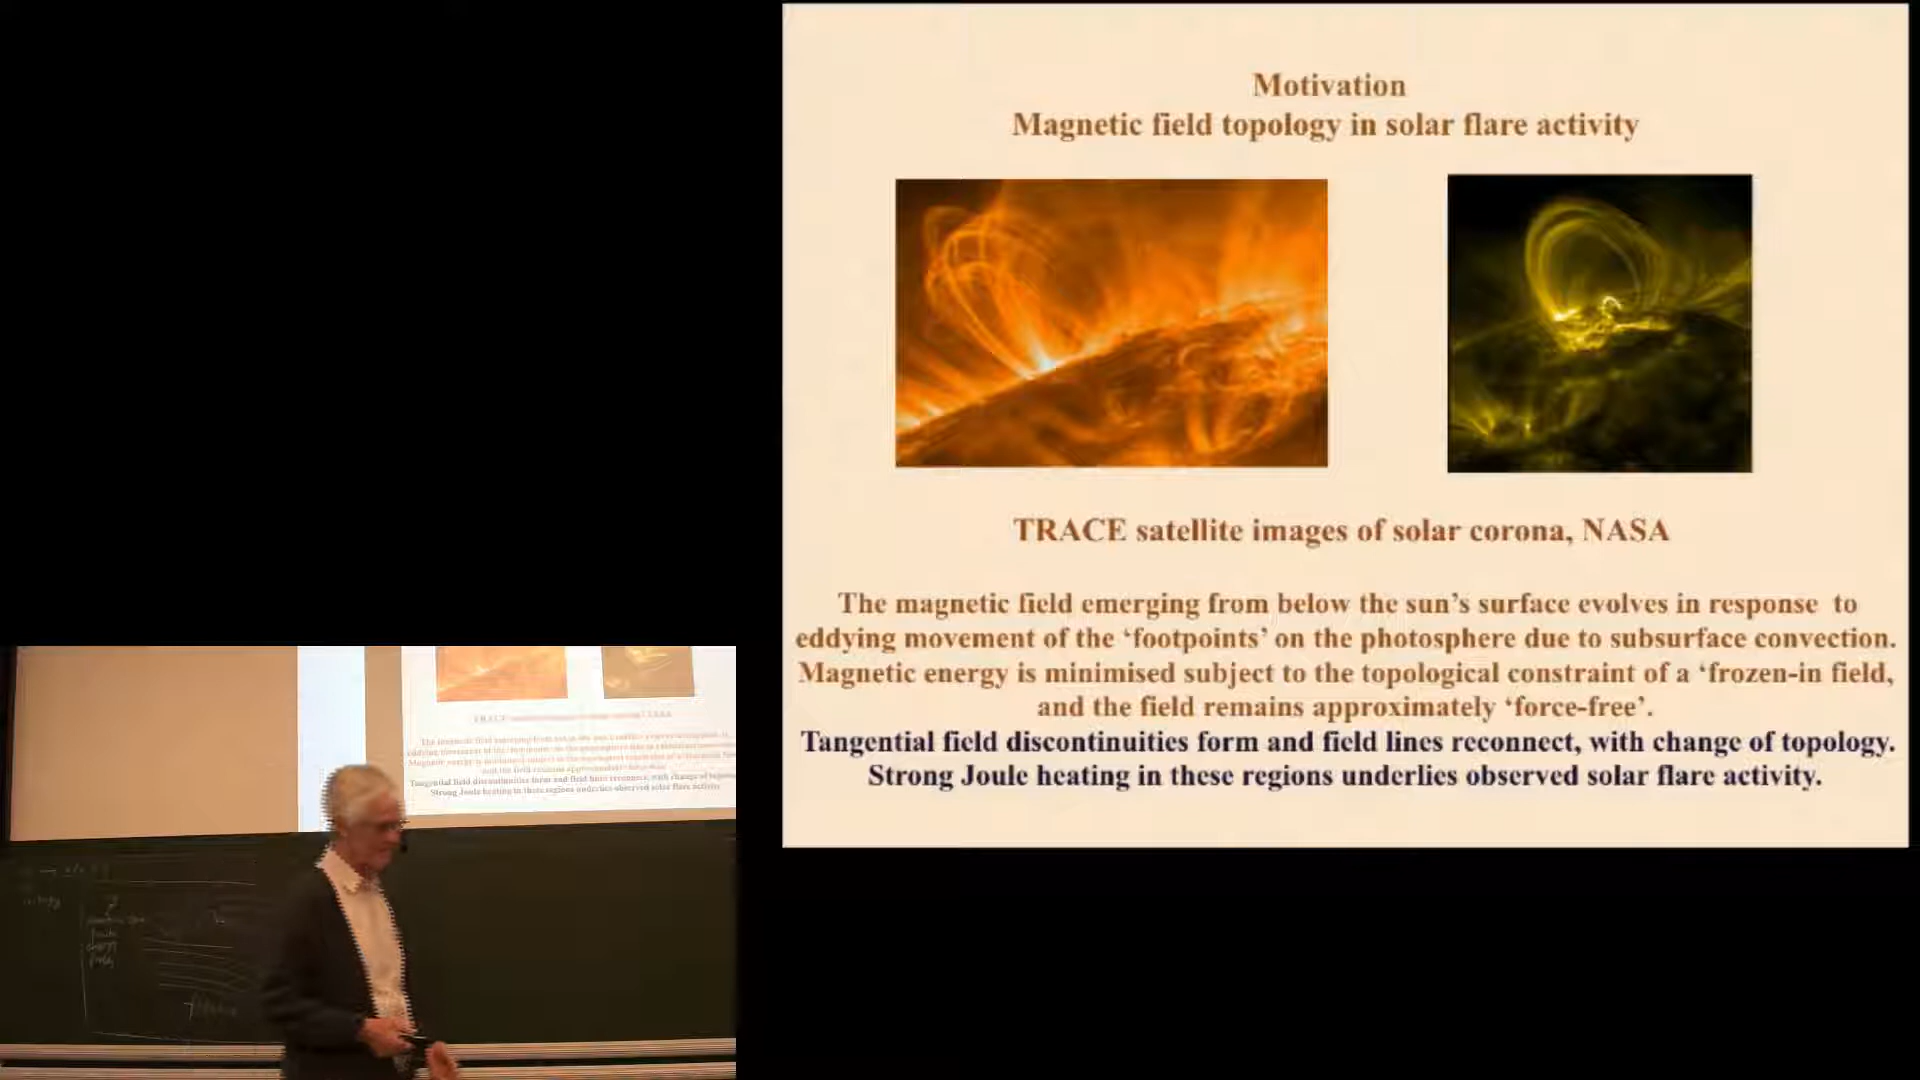 Motivation
Magnetic field topology in solar flare activity
TRACE satellite images of solar corona, NASA
The magnetic field emerging from below the sun’s surface evolves in response to
eddying movement of the ‘footpoints’ on the photosphere due to subsurface convection.
Magnetic energy is minimised subject to the topological constraint of a ‘frozen-in field,
and the field remains approximately ‘force-free’.
Tangential field discontinuities form and field lines reconnect, with change of topology.
Strong Joule heating in these regions underlies observed solar flare activity.